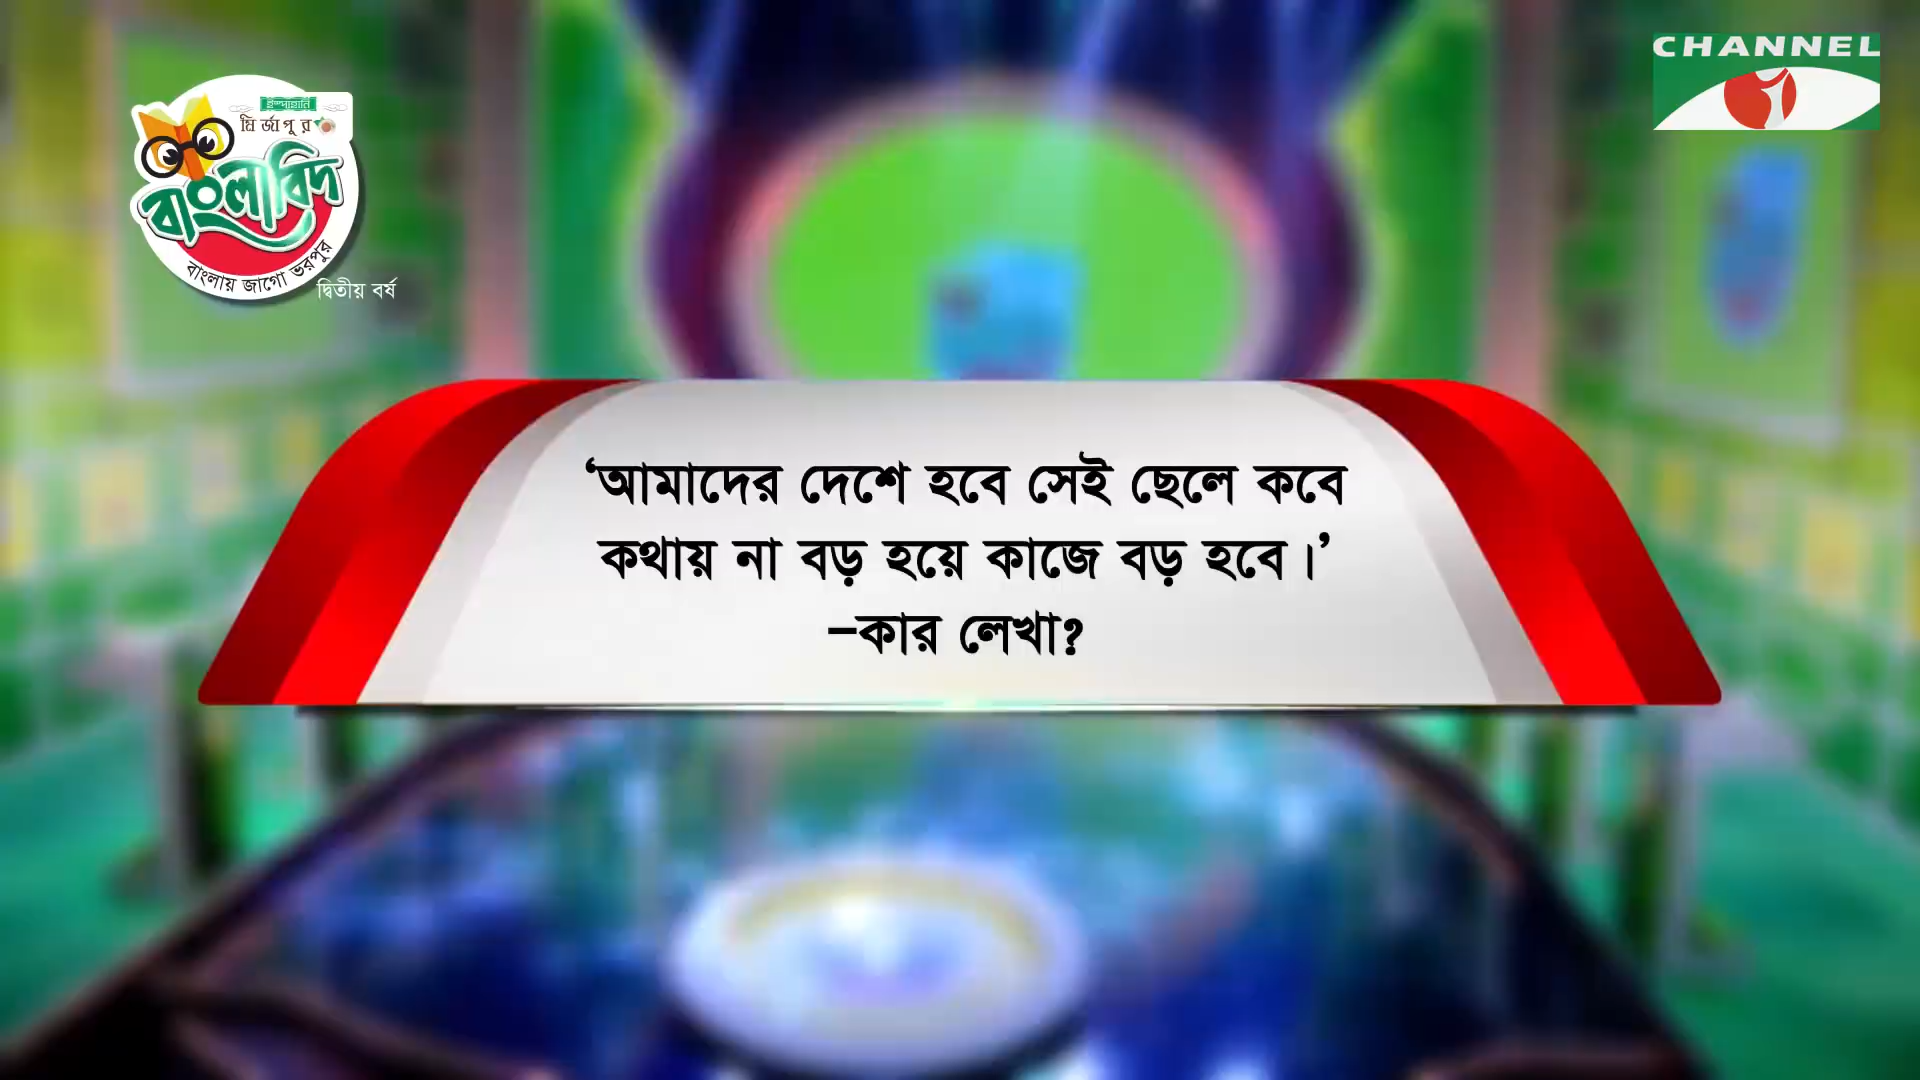 CHANNEL
ইস্পাহানি
মির্জাপুর
বাংলাবিদ
বাংলায় জাগো ভরপুর
দ্বিতীয় বর্ষ
‘আমাদের দেশে হবে সেই ছেলে কবে
কথায় না বড় হয়ে কাজে বড় হবে।’
–কার লেখা?